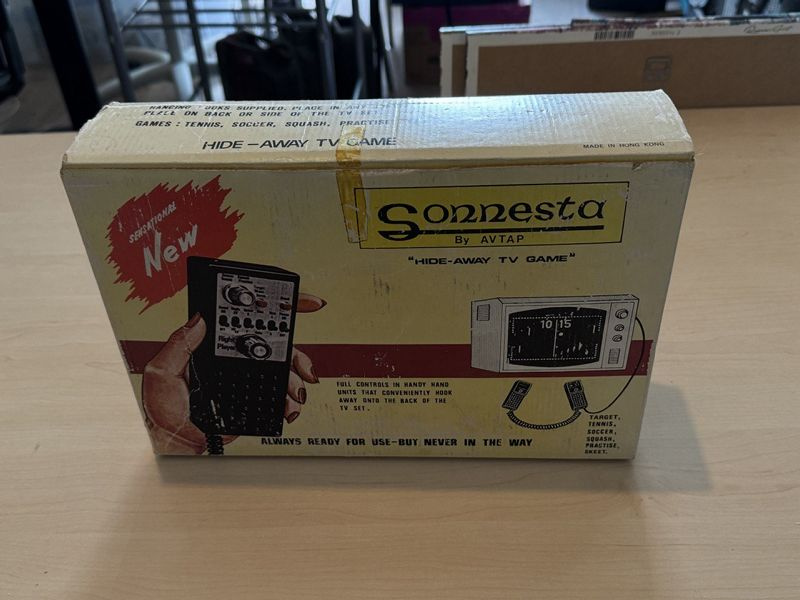 HANGING HOOKS SUPPLIED. PLACE IN ANY
PLACE ON BACK OR SIDE OF THE TV SET
GAMES : TENNIS, SOCCER, SQUASH, PRACTISE
HIDE-AWAY TV GAME
MADE IN HONG KONG
SENSATIONAL
New
Sonnesta
By AVTAP
"HIDE-AWAY TV GAME"
10 15
Right
Player
FULL CONTROLS IN HANDY HAND
UNITS THAT CONVENIENTLY HOOK
AWAY ONTO THE BACK OF THE
TV SET.
TARGET,
TENNIS,
SOCCER,
SQUASH,
PRACTISE,
SKEET.
ALWAYS READY FOR USE-BUT NEVER IN THE WAY